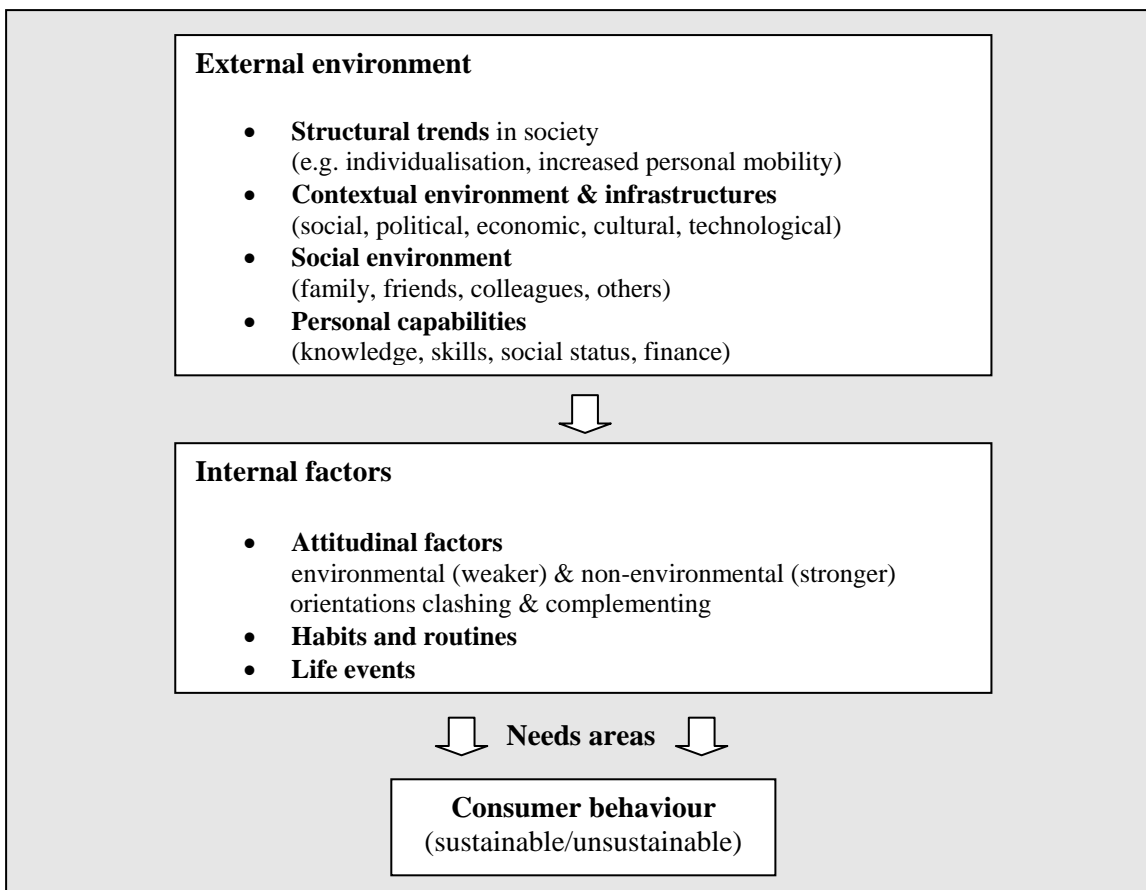 External environment
• Structural trends in society
(e.g. individualisation, increased personal mobility)
• Contextual environment & infrastructures
(social, political, economic, cultural, technological)
• Social environment
(family, friends, colleagues, others)
• Personal capabilities
(knowledge, skills, social status, finance)
Internal factors
• Attitudinal factors
environmental (weaker) & non-environmental (stronger)
orientations clashing & complementing
• Habits and routines
• Life events
Needs areas
Consumer behaviour
(sustainable/unsustainable)